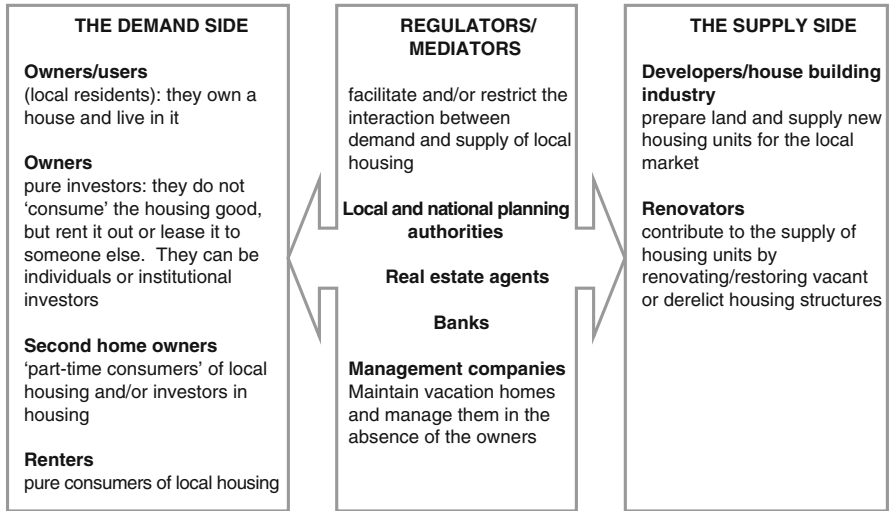 THE DEMAND SIDE
Owners/users
(local residents): they own a
house and live in it
Owners
pure investors: they do not
‘consume’ the housing good,
but rent it out or lease it to
someone else. They can be
individuals or institutional
investors
Second home owners
‘part-time consumers’ of local
housing and/or investors in
housing
Renters
pure consumers of local housing
REGULATORS/
MEDIATORS
facilitate and/or restrict the
interaction between
demand and supply of local
housing
Local and national planning
authorities
Real estate agents
Banks
Management companies
Maintain vacation homes
and manage them in the
absence of the owners
THE SUPPLY SIDE
Developers/house building
industry
prepare land and supply new
housing units for the local
market
Renovators
contribute to the supply of
housing units by
renovating/restoring vacant
or derelict housing structures